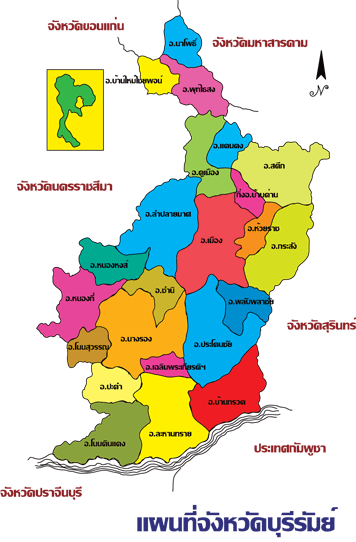 จังหวัดขอนแก่น
อ.นาโพธิ์
จังหวัดมหาสารคาม
อ.บ้านใหม่ไชยพจน์
อ.พุทไธสง
N
อ.แคนดง
อ.คูเมือง
อ.สตึก
จังหวัดนครราชสีมา
กิ่งอ.บ้านด่าน
อ.ลำปลายมาศ
อ.ห้วยราช
อ.เมือง
อ.กระสัง
อ.หนองหงส์
อ.ชำนิ
อ.หนองกี่
อ.พลับพลาชัย
จังหวัดสุรินทร์
อ.นางรอง
อ.โนนสุวรรณ
อ.ประโคนชัย
อ.เฉลิมพระเกียรติฯ
อ.ปะคำ
อ.บ้านกรวด
อ.โนนดินแดง
อ.ละหานทราย
ประเทศกัมพูชา
จังหวัดปราจีนบุรี
แผนที่จังหวัดบุรีรัมย์